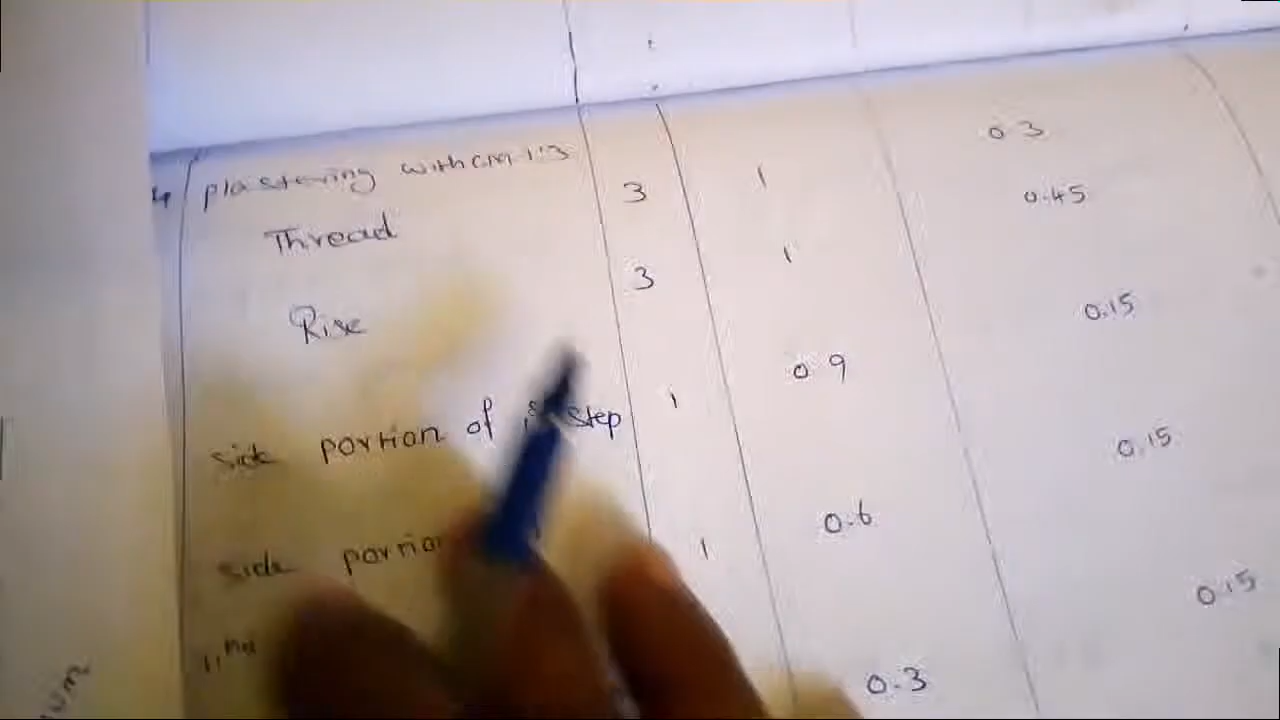 4 plastering with cm 1:3
Thread 3 1 0.3
Rise 3 1 0.45
side portion of 1st step 1 0.9 0.15
side portion 1 0.6 0.15
0.3 0.15